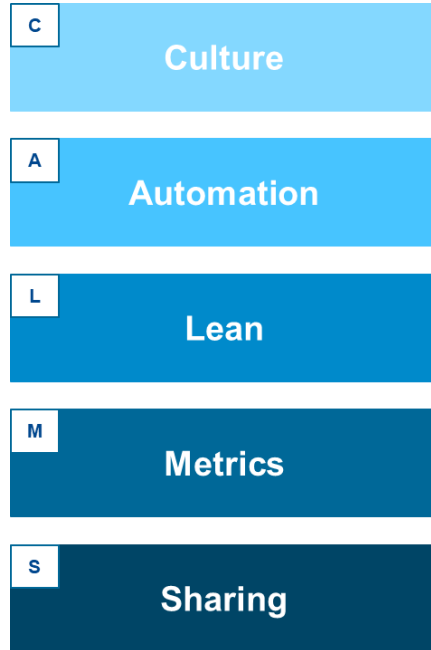 C
Culture
A
Automation
L
Lean
M
Metrics
S
Sharing